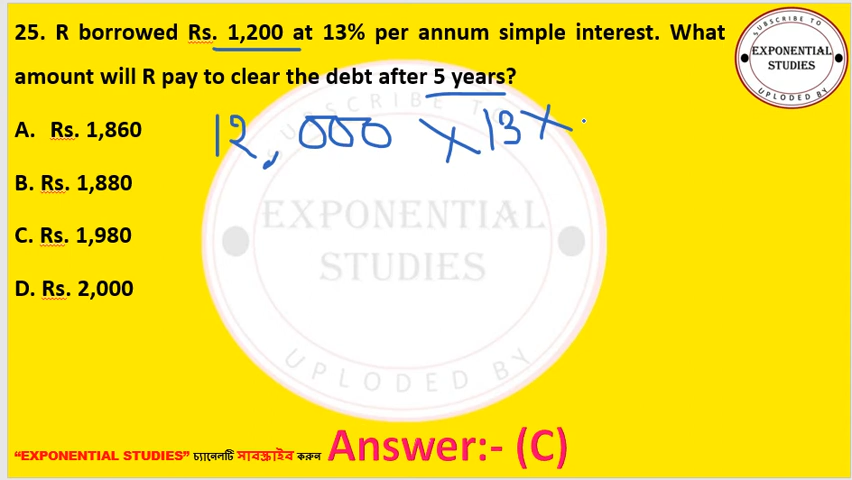 25. R borrowed Rs. 1,200 at 13% per annum simple interest. What
amount will R pay to clear the debt after 5 years?
SUBSCRIBE TO
EXPONENTIAL
STUDIES
UPLODED BY
A. Rs. 1,860
12,000 × 13 ×
B. Rs. 1,880
C. Rs. 1,980
D. Rs. 2,000
SUBSCRIBE TO
EXPONENTIAL
STUDIES
UPLODED BY
Answer:- (C)
“EXPONENTIAL STUDIES” চ্যানেলটি সাবস্ক্রাইব করুন